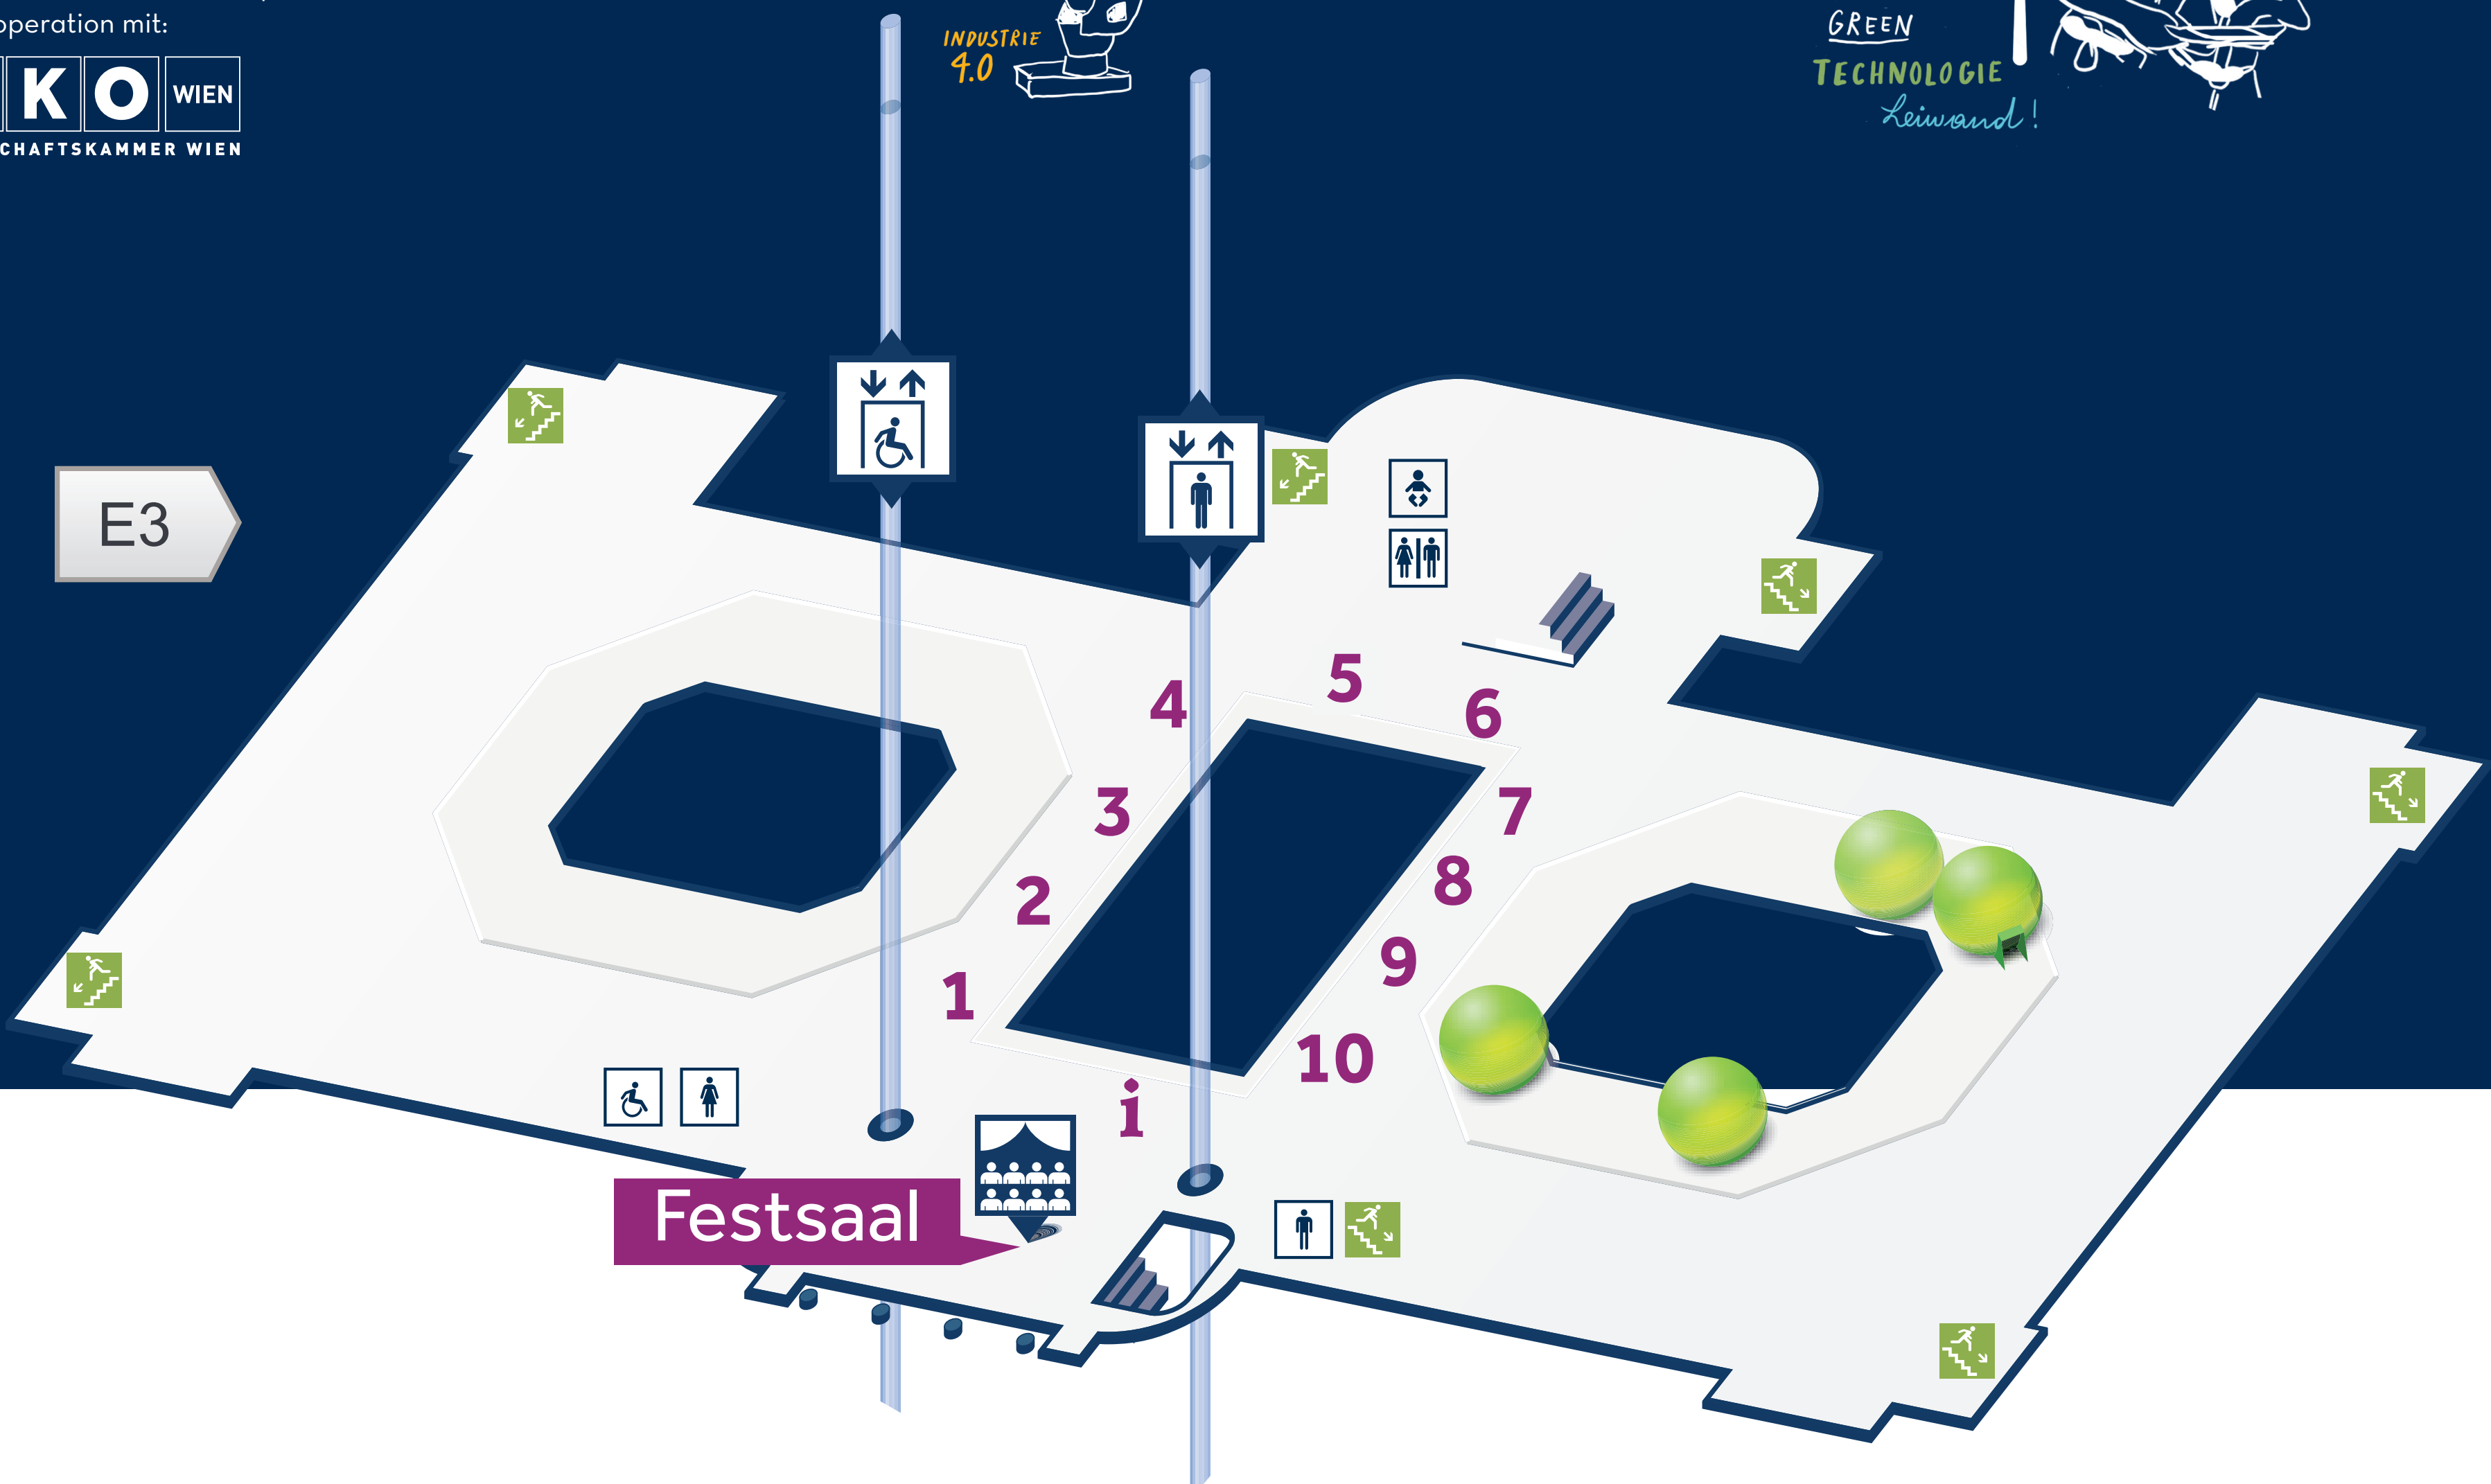 operation mit:
KO WIEN
CHAFTSKAMMER WIEN
INDUSTRIE
4.0
GREEN
TECHNOLOGIE
Leiwand!
E3
5
4
6
3
7
8
2
9
1
10
i
Festsaal